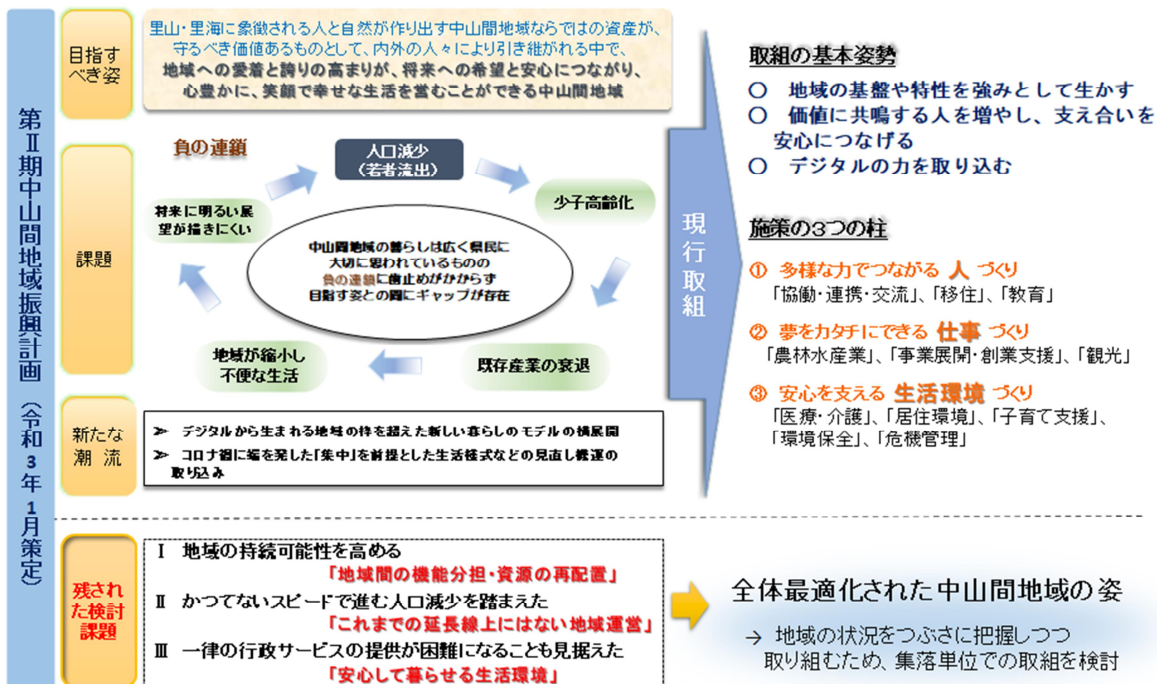 第Ⅱ期中山間地域振興計画（令和３年１月策定）
目指す
べき姿
里山・里海に象徴される人と自然が作り出す中山間地域ならではの資産が、
守るべき価値あるものとして、内外の人々により引き継がれる中で、
地域への愛着と誇りの高まりが、将来への希望と安心につながり、
心豊かに、笑顔で幸せな生活を営むことができる中山間地域
課題
負の連鎖
人口減少
（若者流出）
少子高齢化
既存産業の衰退
地域が縮小し
不便な生活
将来に明るい展
望が描きにくい
中山間地域の暮らしは広く県民に
大切に思われているものの
負の連鎖に歯止めがかからず
目指す姿との間にギャップが存在
新たな
潮 流
➢ デジタルから生まれる地域の枠を超えた新しい暮らしのモデルの横展開
➢ コロナ禍に端を発した「集中」を前提とした生活様式などの見直し機運の
取り込み
現行取組
取組の基本姿勢
○ 地域の基盤や特性を強みとして生かす
○ 価値に共鳴する人を増やし、支え合いを
安心につなげる
○ デジタルの力を取り込む
施策の３つの柱
① 多様な力でつながる 人 づくり
「協働・連携・交流」、「移住」、「教育」
② 夢をカタチにできる 仕事 づくり
「農林水産業」、「事業展開・創業支援」、「観光」
③ 安心を支える 生活環境 づくり
「医療・介護」、「居住環境」、「子育て支援」、
「環境保全」、「危機管理」
残され
た検討
課題
Ⅰ 地域の持続可能性を高める
「地域間の機能分担・資源の再配置」
Ⅱ かつてないスピードで進む人口減少を踏まえた
「これまでの延長線上にはない地域運営」
Ⅲ 一律の行政サービスの提供が困難になることも見据えた
「安心して暮らせる生活環境」
全体最適化された中山間地域の姿
→ 地域の状況をつぶさに把握しつつ
取り組むため、集落単位での取組を検討